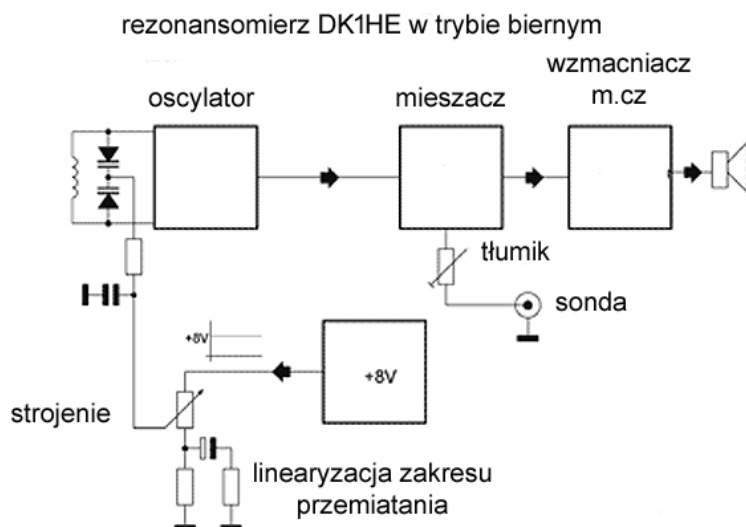 rezonansomierz DK1HE w trybie biernym
oscylator
mieszacz
wzmacniacz
m.cz
tłumik
sonda
+8V
+8V
strojenie
linearyzacja zakresu
przemiatania